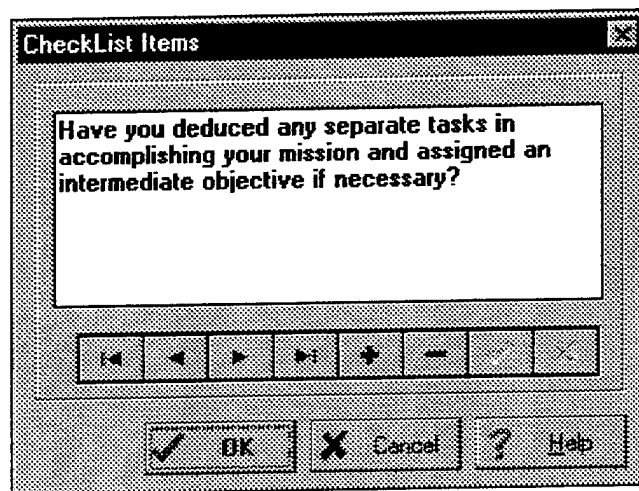 CheckList Items
Have you deduced any separate tasks in
accomplishing your mission and assigned an
intermediate objective if necessary?
OK
Cancel
Help